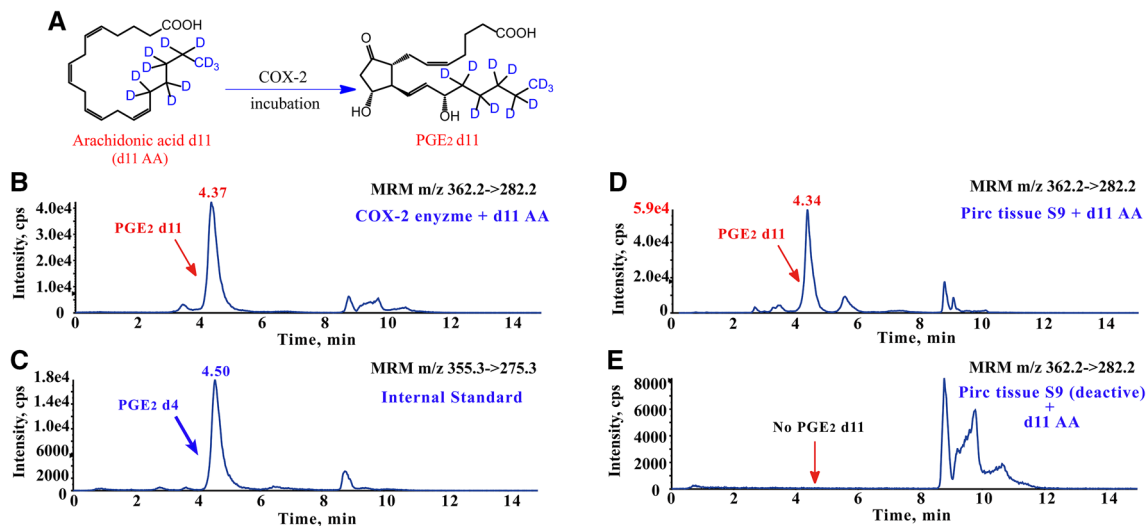 A
COOH
D
D
D
D
CD3
D
D
D
D
Arachidonic acid d11
(d11 AA)
COX-2
incubation
O
COOH
D
D
D
D
CD3
D
D
D
D
HO
OH
PGE2 d11
B
MRM m/z 362.2->282.2
COX-2 enyzme + d11 AA
4.37
PGE2 d11
Intensity, cps
4.0e4
3.0e4
2.0e4
1.0e4
0
0 2 4 6 8 10 12 14
Time, min
C
MRM m/z 355.3->275.3
Internal Standard
4.50
PGE2 d4
Intensity, cps
1.8e4
1.4e4
1.0e4
6000
2000
0
0 2 4 6 8 10 12 14
Time, min
D
MRM m/z 362.2->282.2
Pirc tissue S9 + d11 AA
4.34
PGE2 d11
Intensity, cps
5.9e4
4.0e4
2.0e4
0
0 2 4 6 8 10 12 14
Time, min
E
MRM m/z 362.2->282.2
Pirc tissue S9 (deactive)
+
d11 AA
No PGE2 d11
Intensity, cps
8000
6000
4000
2000
0
0 2 4 6 8 10 12 14
Time, min